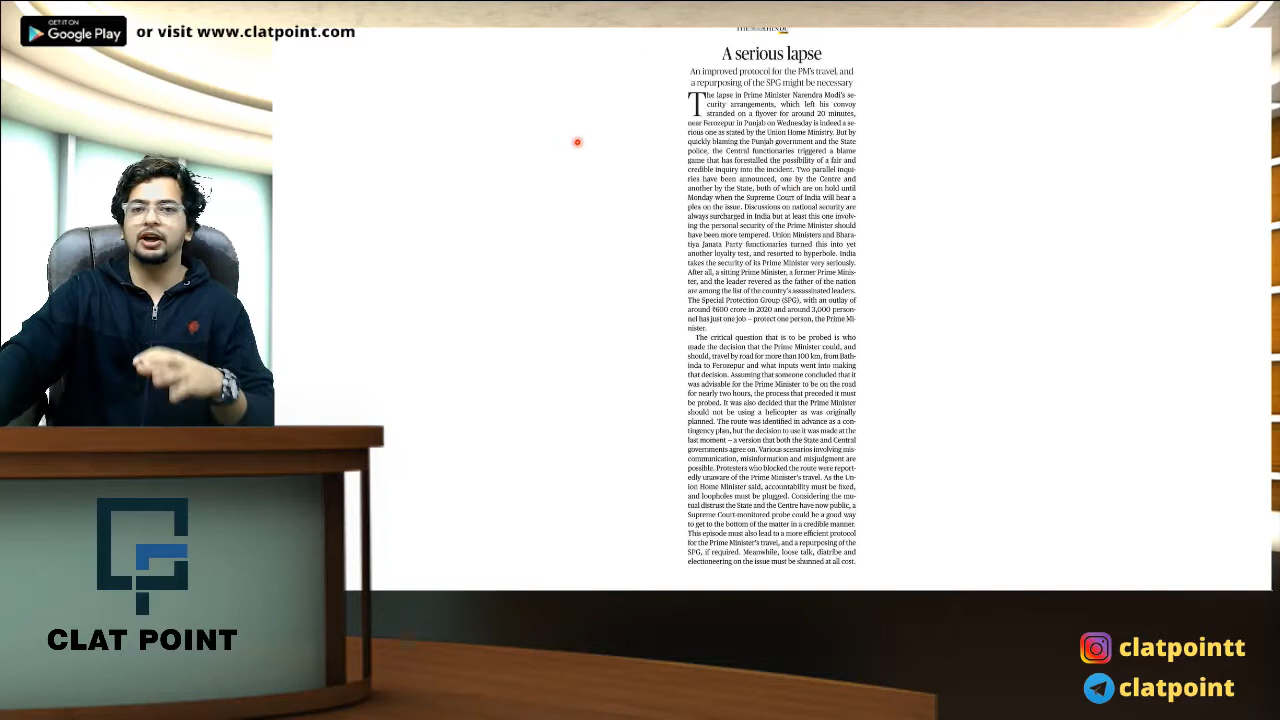 GET IT ON
Google Play
or visit www.clatpoint.com
A serious lapse
An improved protocol for the PM's travel, and
a repurposing of the SPG might be necessary
The lapse in Prime Minister Narendra Modi's se-
curity arrangements, which left his convoy
stranded on a flyover for around 20 minutes,
near Ferozepur in Punjab on Wednesday is indeed a se-
rious one as stated by the Union Home Ministry. But by
quickly blaming the Punjab government and the State
police, the Central functionaries triggered a blame
game that has forestalled the possibility of a fair and
credible inquiry into the incident. Two parallel inqui-
ries have been announced, one by the Centre and
another by the State, both of which are on hold until
Monday when the Supreme Court of India will hear a
plea on the issue. Discussions on national security are
always surcharged in India but at least this one involv-
ing the personal security of the Prime Minister should
have been more tempered. Union Ministers and Bhara-
tiya Janata Party functionaries turned this into yet
another loyalty test, and resorted to hyperbole. India
takes the security of its Prime Minister very seriously.
After all, a sitting Prime Minister, a former Prime Minis-
ter, and the leader revered as the father of the nation
are among the list of the country's assassinated leaders.
The Special Protection Group (SPG), with an outlay of
around ₹600 crore in 2020 and around 3,000 person-
nel has just one job – protect one person, the Prime Mi-
nister.
The critical question that is to be probed is who
made the decision that the Prime Minister could, and
should, travel by road for more than 100 km, from Bath-
inda to Ferozepur and what inputs went into making
that decision. Assuming that someone concluded that it
was advisable for the Prime Minister to be on the road
for nearly two hours, the process that preceded it must
be probed. It was also decided that the Prime Minister
should not be using a helicopter as was originally
planned. The route was identified in advance as a con-
tingency plan, but the decision to use it was made at the
last moment – a version that both the State and Central
governments agree on. Various scenarios involving mis-
communication, misinformation and misjudgment are
possible. Protesters who blocked the route were report-
edly unaware of the Prime Minister's travel. As the Un-
ion Home Minister said, accountability must be fixed,
and loopholes must be plugged. Considering the mu-
tual distrust the State and the Centre have now public, a
Supreme Court-monitored probe could be a good way
to get to the bottom of the matter in a credible manner.
This episode must also lead to a more efficient protocol
for the Prime Minister's travel, and a repurposing of the
SPG, if required. Meanwhile, loose talk, diatribe and
electioneering on the issue must be shunned at all cost.
CLAT POINT
clatpointt
clatpoint